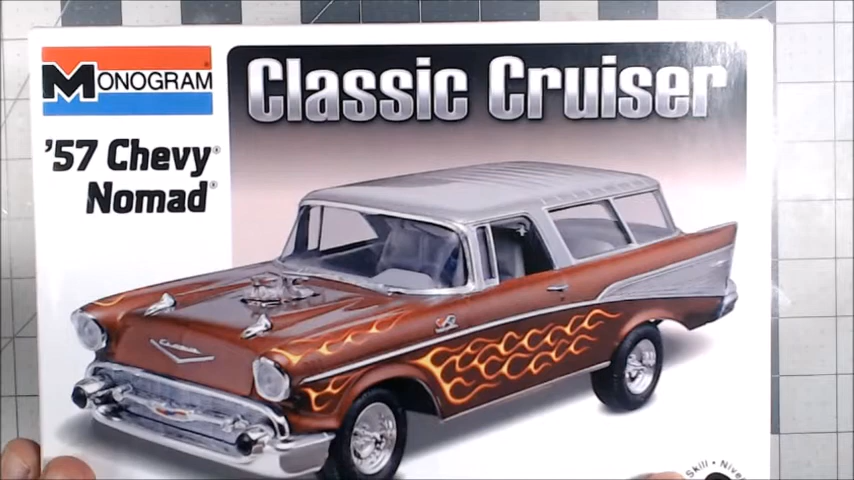 MONOGRAM
Classic Cruiser
'57 Chevy®
Nomad®
Skill • Nive